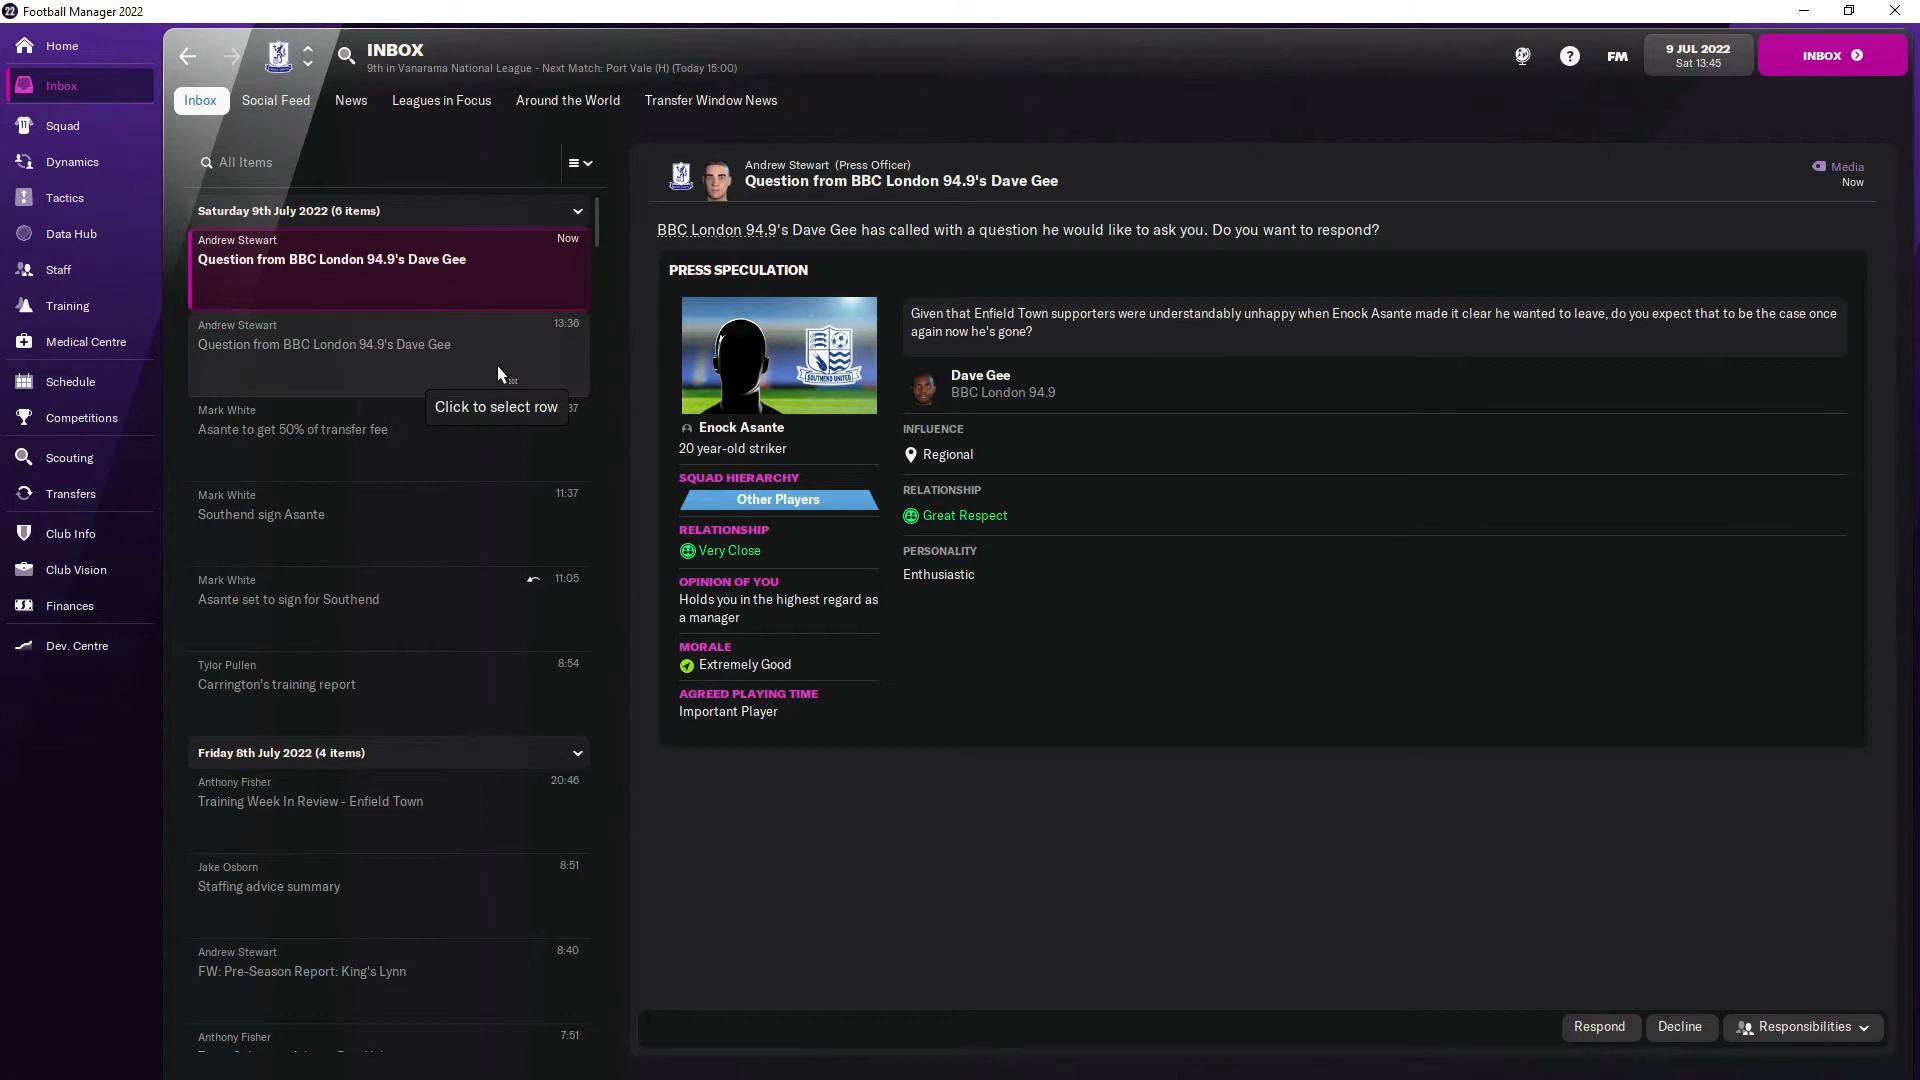 Football Manager 2022
Home
Inbox
Squad
Dynamics
Tactics
Data Hub
Staff
Training
Medical Centre
Schedule
Competitions
Scouting
Transfers
Club Info
Club Vision
Finances
Dev. Centre
INBOX
9th in Vanarama National League - Next Match: Port Vale (H) (Today 15:00)
FM
9 JUL 2022
Sat 13:45
INBOX
Inbox
Social Feed
News
Leagues in Focus
Around the World
Transfer Window News
All Items
Saturday 9th July 2022 (6 items)
Andrew Stewart
Now
Question from BBC London 94.9's Dave Gee
Andrew Stewart
13:36
Question from BBC London 94.9's Dave Gee
Click to select row
Mark White
37
Asante to get 50% of transfer fee
Mark White
11:37
Southend sign Asante
Mark White
11:05
Asante set to sign for Southend
Tylor Pullen
8:54
Carrington's training report
Friday 8th July 2022 (4 items)
Anthony Fisher
20:46
Training Week In Review - Enfield Town
Jake Osborn
8:51
Staffing advice summary
Andrew Stewart
8:40
FW: Pre-Season Report: King's Lynn
Anthony Fisher
7:51
Andrew Stewart (Press Officer)
Question from BBC London 94.9's Dave Gee
Media
Now
BBC London 94.9's Dave Gee has called with a question he would like to ask you. Do you want to respond?
PRESS SPECULATION
SOUTHEND UNITED
Enock Asante
20 year-old striker
SQUAD HIERARCHY
Other Players
RELATIONSHIP
Very Close
OPINION OF YOU
Holds you in the highest regard as
a manager
MORALE
Extremely Good
AGREED PLAYING TIME
Important Player
Given that Enfield Town supporters were understandably unhappy when Enock Asante made it clear he wanted to leave, do you expect that to be the case once
again now he's gone?
Dave Gee
BBC London 94.9
INFLUENCE
Regional
RELATIONSHIP
Great Respect
PERSONALITY
Enthusiastic
Respond
Decline
Responsibilities